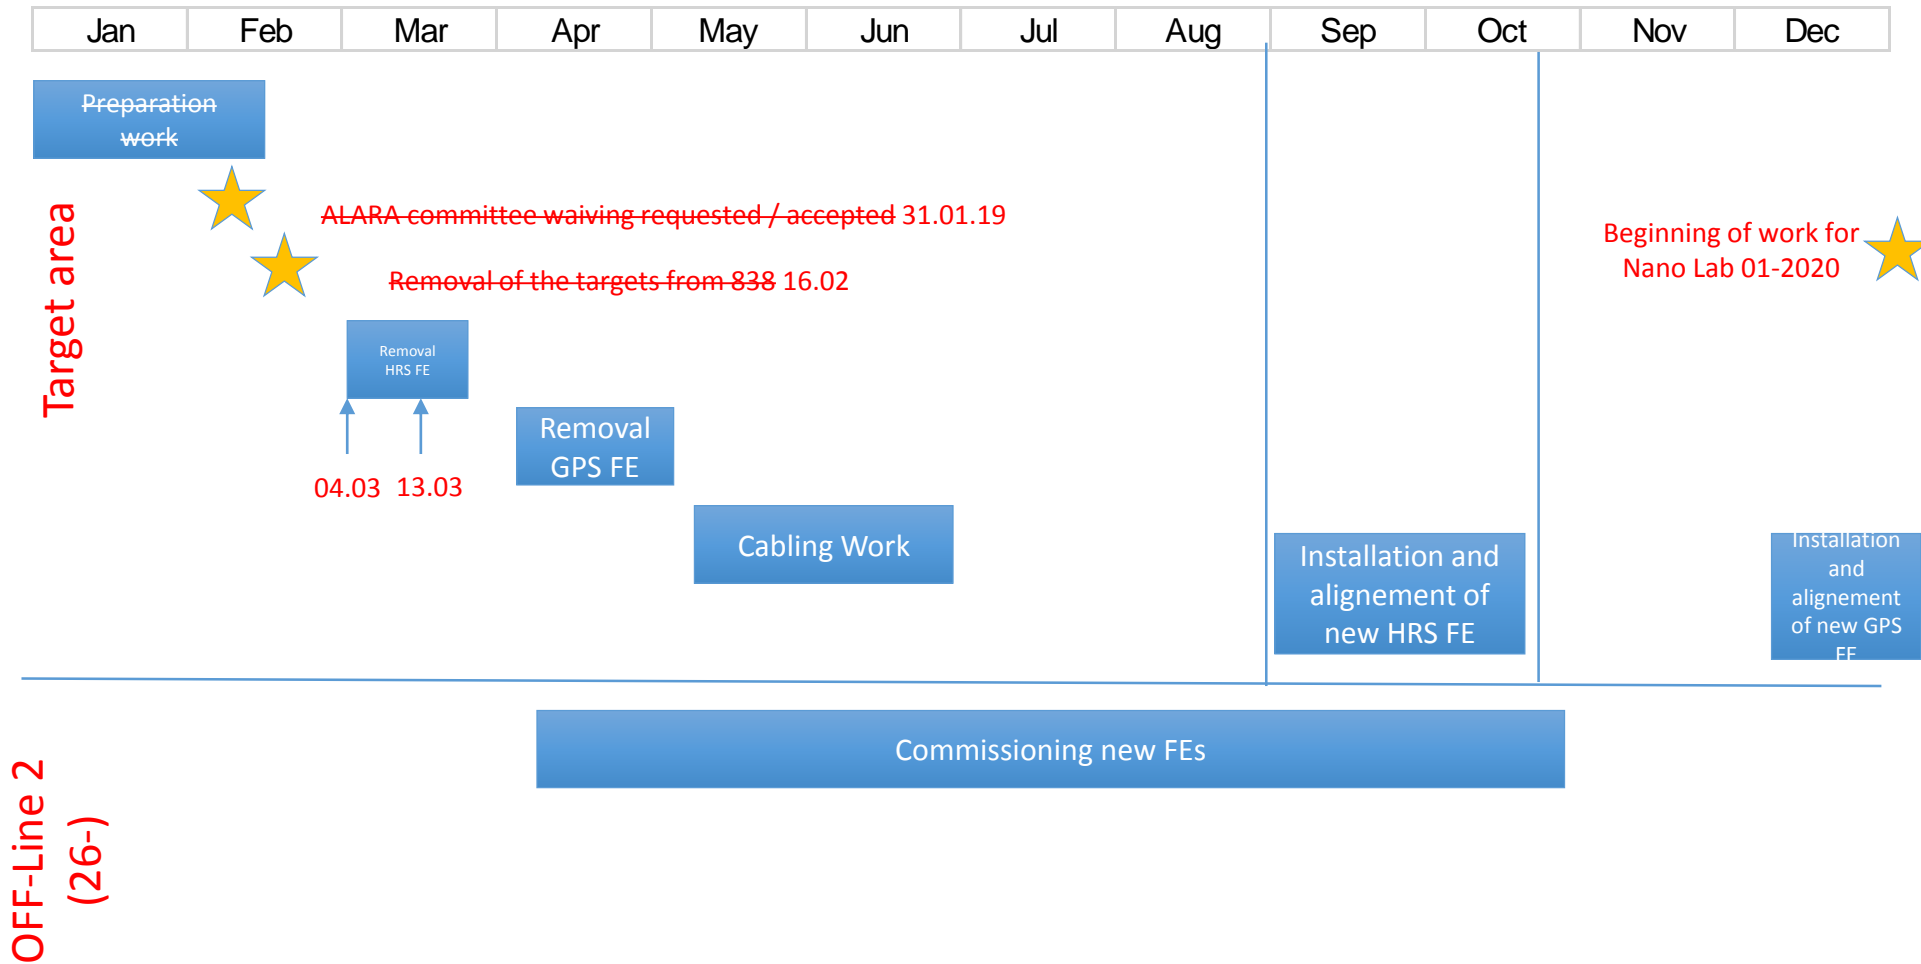 Jan Feb Mar Apr May Jun Jul Aug Sep Oct Nov Dec
Preparation
work
Target area
ALARA committee waiving requested / accepted 31.01.19
Removal of the targets from 838 16.02
Beginning of work for
Nano Lab 01-2020
Removal
HRS FE
04.03 13.03
Removal
GPS FE
Cabling Work
Installation and
alignement of
new HRS FE
Installation
and
alignement
of new GPS
FE
Commissioning new FEs
OFF-Line 2
(26-)